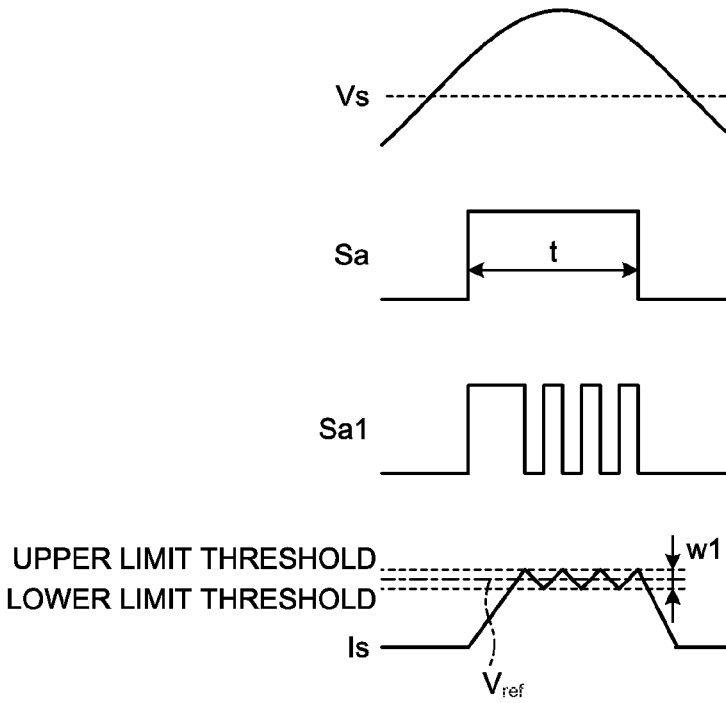 Vs
Sa
t
Sa1
UPPER LIMIT THRESHOLD
w1
LOWER LIMIT THRESHOLD
Is
Vref